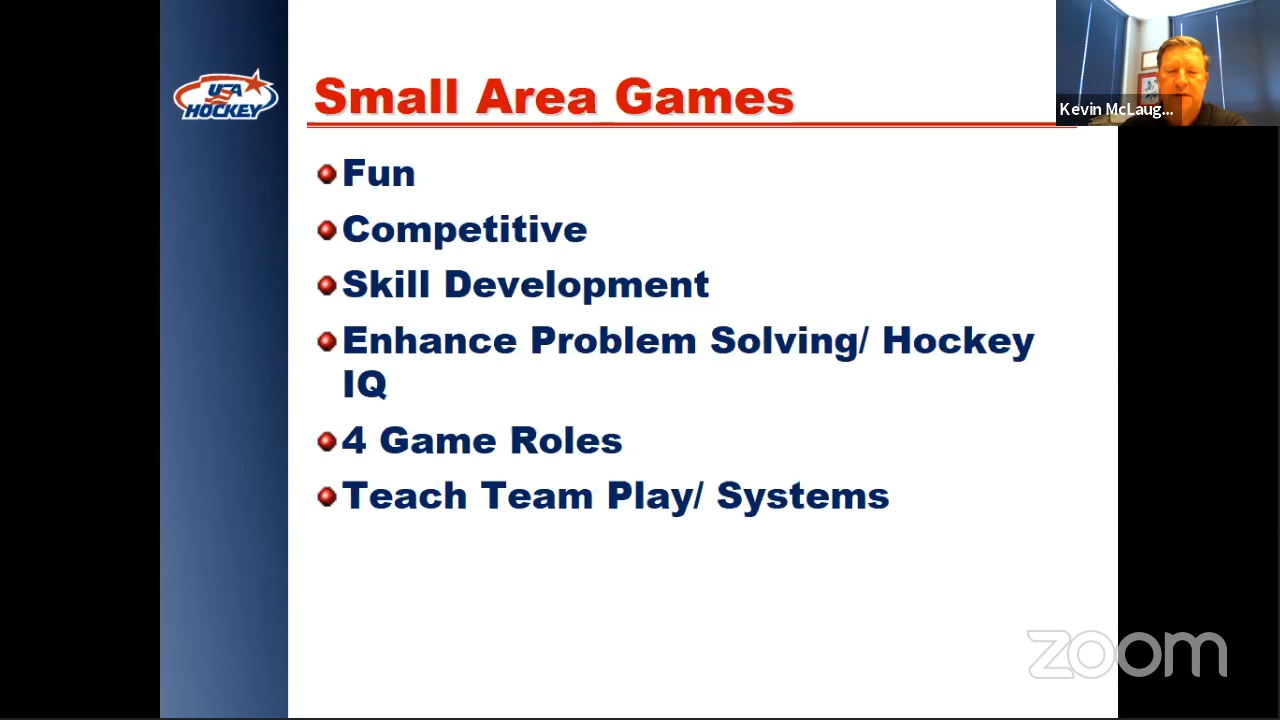 USA
HOCKEY
Small Area Games
Kevin McLaug...
Fun
Competitive
Skill Development
Enhance Problem Solving/ Hockey
IQ
4 Game Roles
Teach Team Play/ Systems
zoom